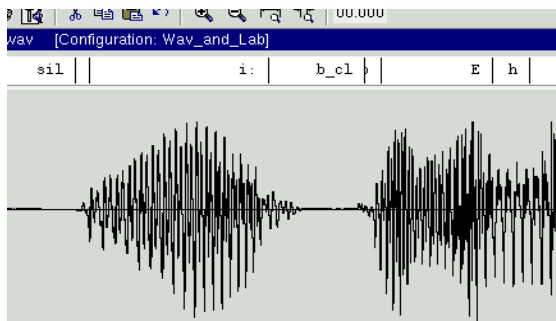 00.000
wav [Configuration: Wav_and_Lab]
sil i: b_cl E h